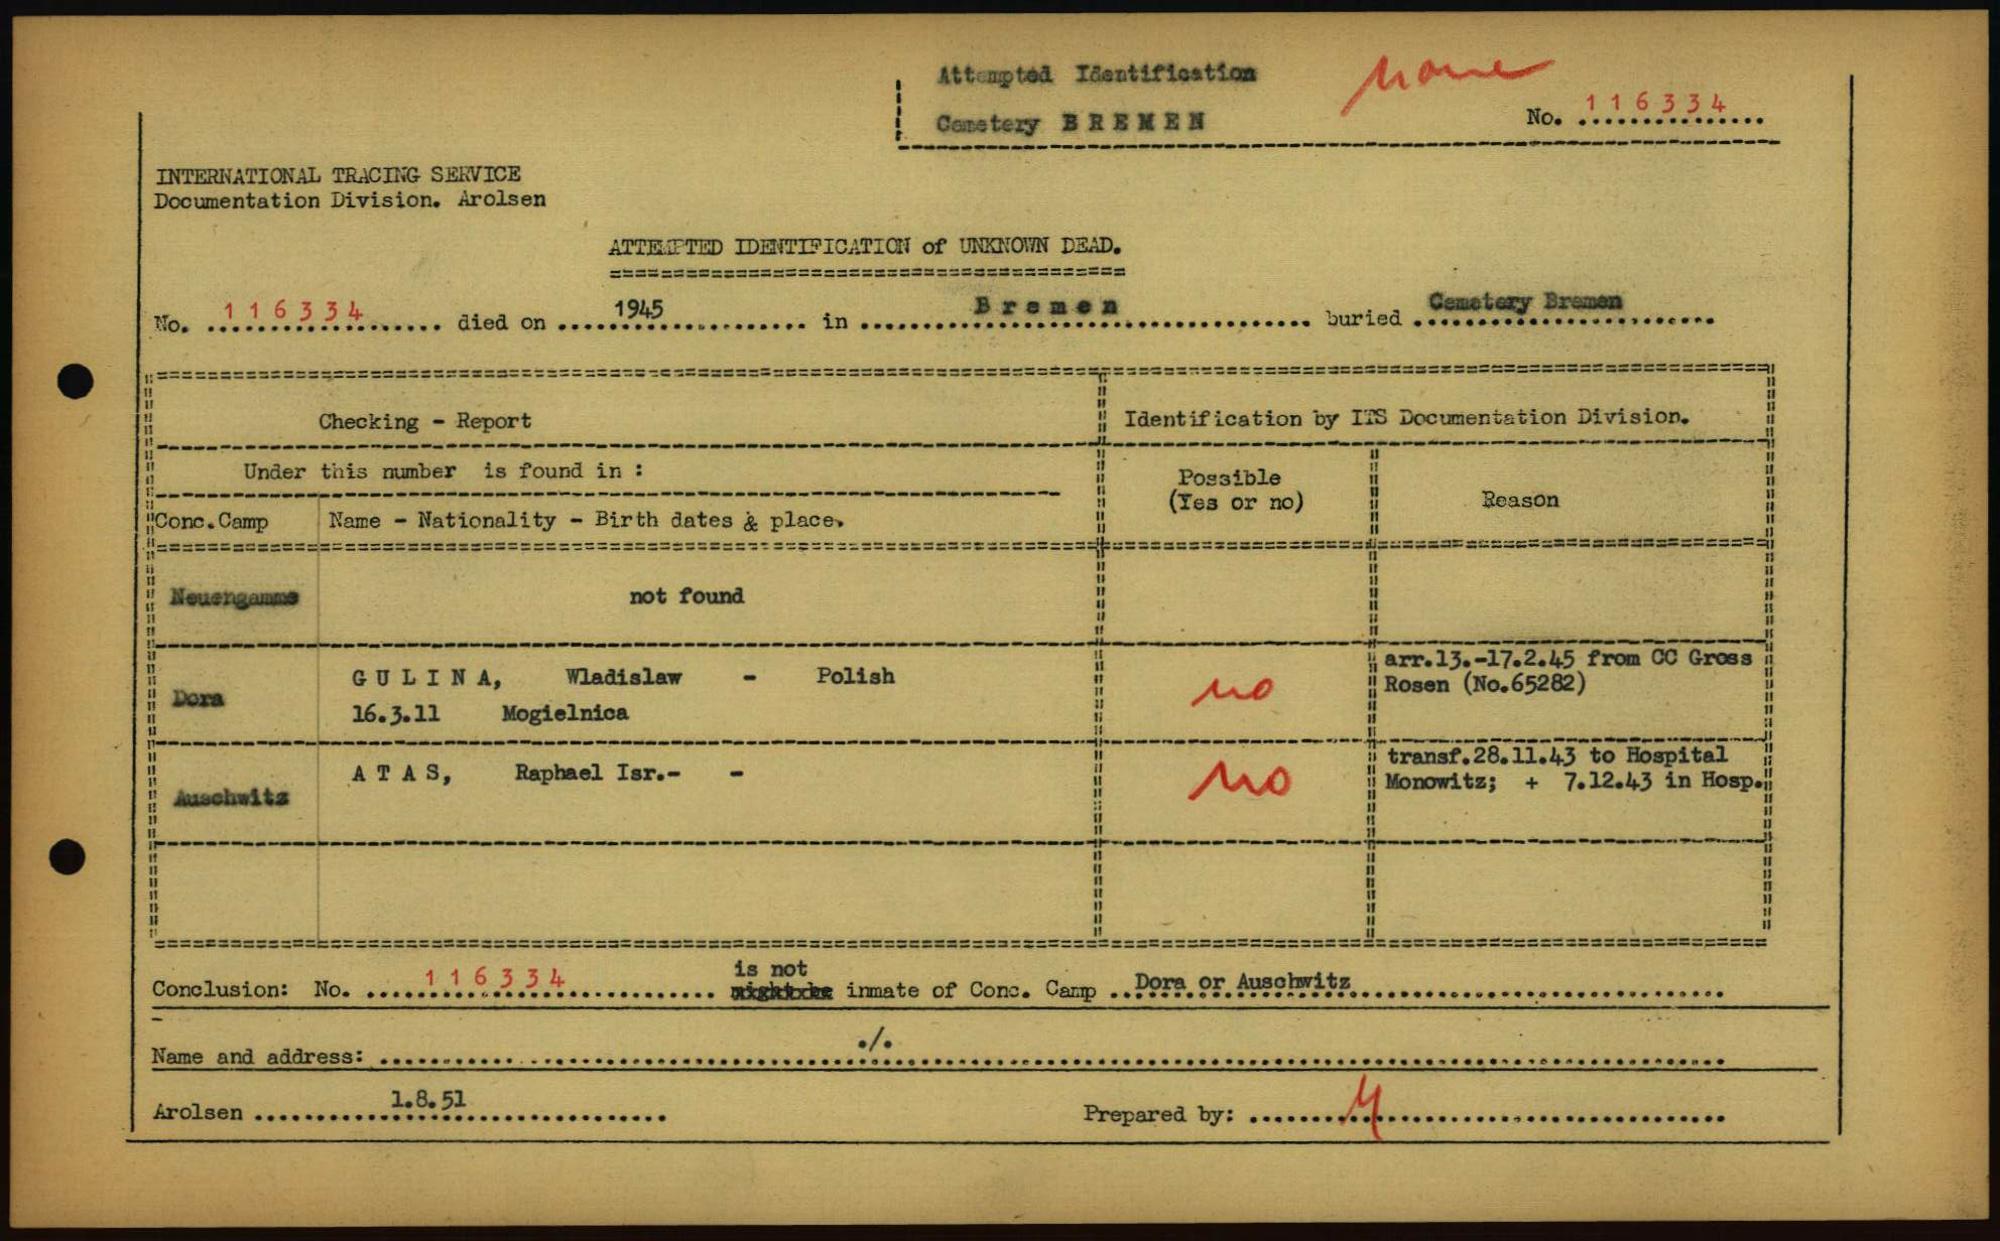 Attempted Identification none
Cemetery BREMEN No. 116334
INTERNATIONAL TRACING SERVICE
Documentation Division. Arolsen
ATTEMPTED IDENTIFICATION of UNKNOWN DEAD.
No. 116334 died on 1945 in Bremen buried Cemetery Bremen
Checking - Report Identification by ITS Documentation Division.
Under this number is found in :
Possible
(Yes or no) Reason
Conc.Camp Name - Nationality - Birth dates & place.
Neuengamme not found
Dora GULINA, Wladislaw - Polish no arr.13.-17.2.45 from CC Gross
16.3.11 Mogielnica Rosen (No.65282)
Auschwitz ATAS, Raphael Isr.- - no transf.28.11.43 to Hospital
Monowitz; + 7.12.43 in Hosp.
is not
Conclusion: No. 116334 might be inmate of Conc. Camp Dora or Auschwitz
Name and address: ./.
Arolsen 1.8.51 Prepared by: